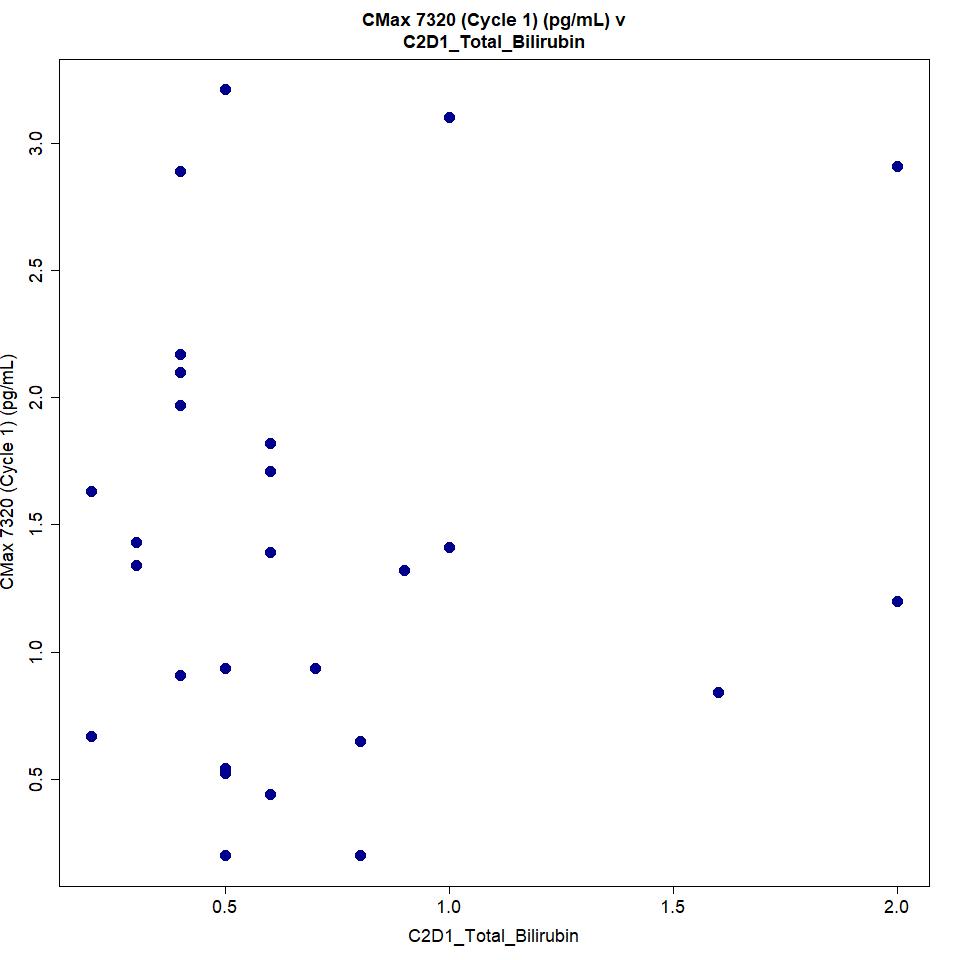 CMax 7320 (Cycle 1) (pg/mL) v
C2D1_Total_Bilirubin
CMax 7320 (Cycle 1) (pg/mL)
3.0
2.5
2.0
1.5
1.0
0.5
0.5
1.0
1.5
2.0
C2D1_Total_Bilirubin